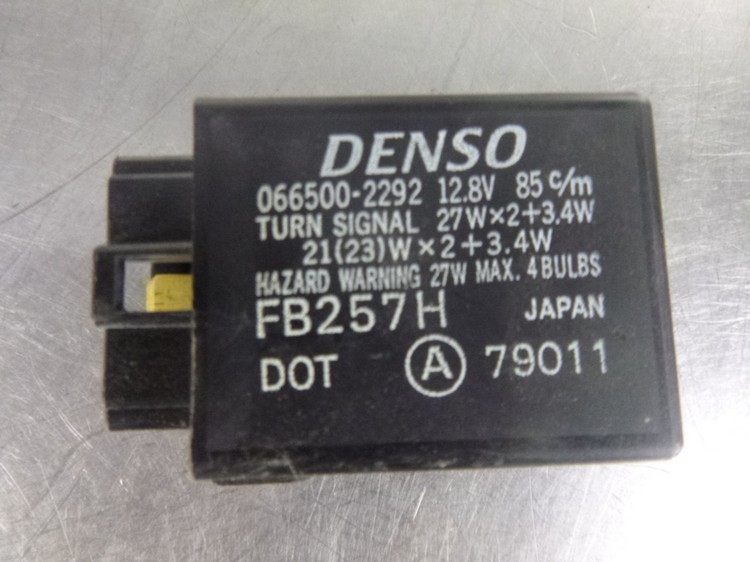 DENSO
066500-2292 12.8V 85 c/m
TURN SIGNAL 27W×2+3.4W
21(23)W×2+3.4W
HAZARD WARNING 27W MAX. 4 BULBS
FB257H JAPAN
DOT Ⓐ 79011